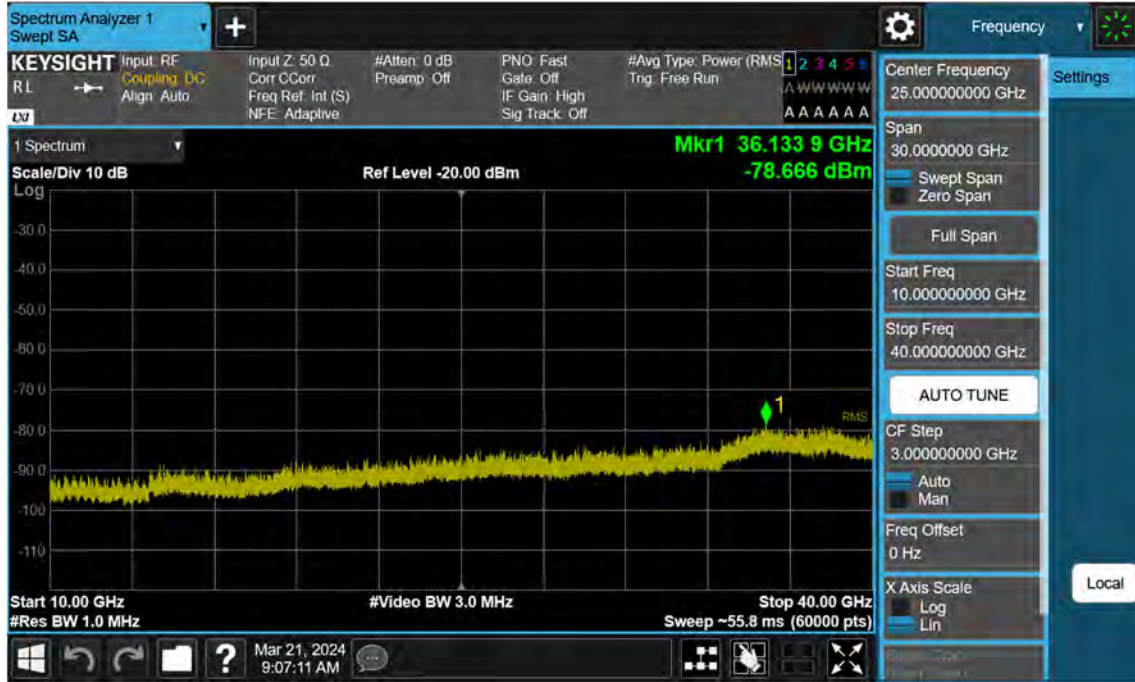 Spectrum Analyzer 1
Swept SA
Frequency
KEYSIGHT
Input: RF
Input Z: 50 Ω
#Atten: 0 dB
PNO: Fast
#Avg Type: Power (RMS
1 2 3 4 5 6
R L
Coupling: DC
Corr CCorr
Preamp: Off
Gate: Off
Trig: Free Run
A W W W W W
Align: Auto
Freq Ref: Int (S)
IF Gain: High
A A A A A A
LXI
NFE: Adaptive
Sig Track: Off
1 Spectrum
Mkr1 36.133 9 GHz
Scale/Div 10 dB
Ref Level -20.00 dBm
-78.666 dBm
Log
-30.0
-40.0
-50.0
-60.0
-70.0
1
RMS
-80.0
-90.0
-100
-110
Start 10.00 GHz
#Video BW 3.0 MHz
Stop 40.00 GHz
#Res BW 1.0 MHz
Sweep ~55.8 ms (60000 pts)
?
Mar 21, 2024
9:07:11 AM
Center Frequency
25.000000000 GHz
Span
30.0000000 GHz
Swept Span
Zero Span
Full Span
Start Freq
10.000000000 GHz
Stop Freq
40.000000000 GHz
AUTO TUNE
CF Step
3.000000000 GHz
Auto
Man
Freq Offset
0 Hz
X Axis Scale
Log
Lin
Settings
Local